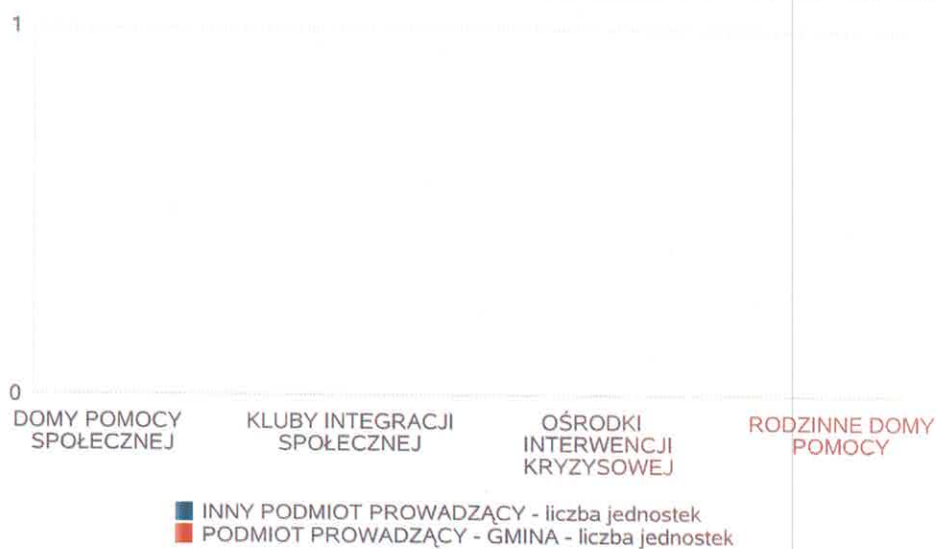 1
0
DOMY POMOCY
SPOŁECZNEJ
KLUBY INTEGRACJI
SPOŁECZNEJ
OŚRODKI
INTERWENCJI
KRYZYSOWEJ
RODZINNE DOMY
POMOCY
INNY PODMIOT PROWADZĄCY - liczba jednostek
PODMIOT PROWADZĄCY - GMINA - liczba jednostek